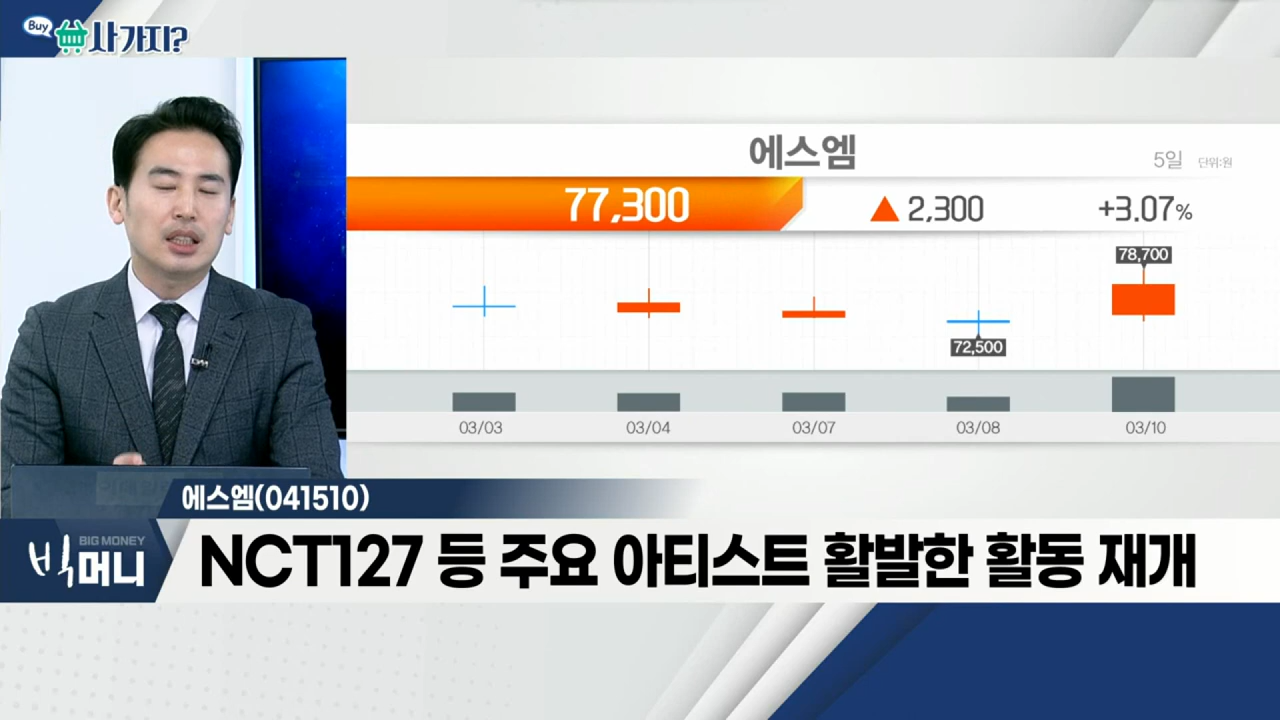 Buy
사가지?
에스엠
5일 단위:원
77,300 ▲ 2,300 +3.07%
78,700
72,500
03/03 03/04 03/07 03/08 03/10
에스엠(041510)
BIG MONEY
빅머니
NCT127 등 주요 아티스트 활발한 활동 재개